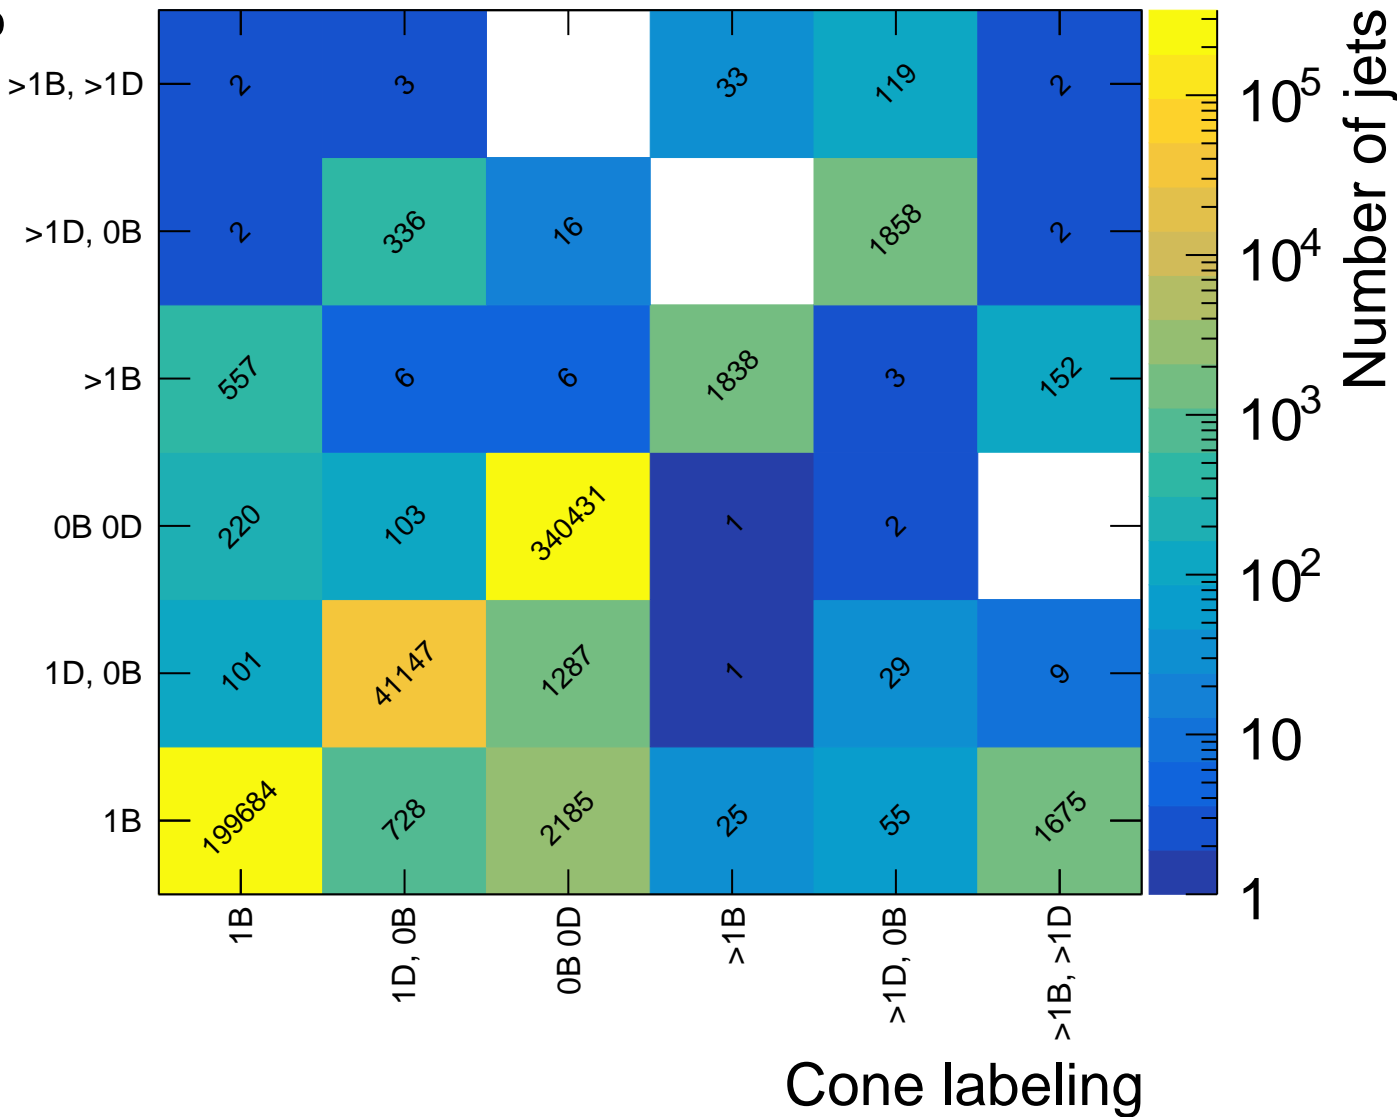 >1B, >1D 2 3 33 119 2
>1D, 0B 2 336 16 1858 2
>1B 557 6 6 1838 3 152
0B 0D 220 103 340431 1 2
1D, 0B 101 41147 1287 1 29 9
1B 199684 728 2185 25 55 1675
1B 1D, 0B 0B 0D >1B >1D, 0B >1B, >1D
Cone labeling
10^5
10^4
10^3
10^2
10
1
Number of jets